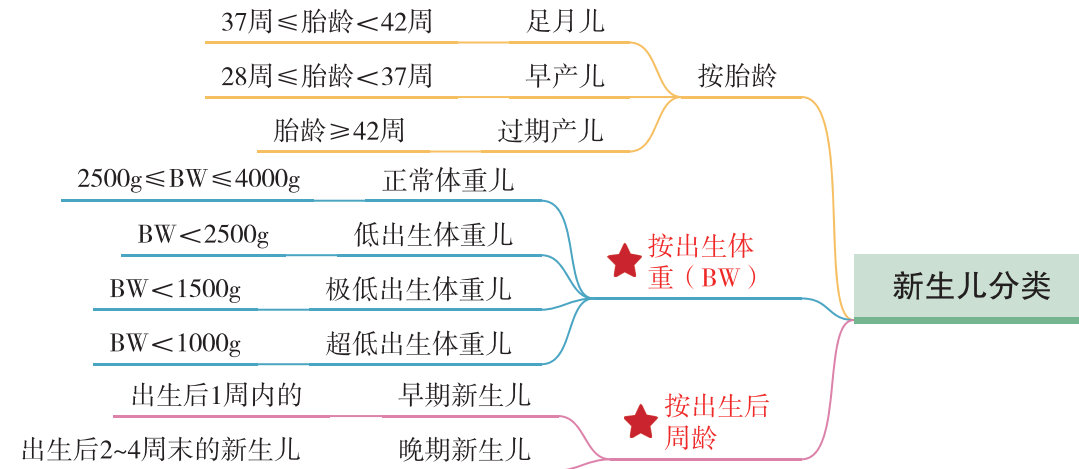 37周≤胎龄<42周 足月儿
28周≤胎龄<37周 早产儿 按胎龄
胎龄≥42周 过期产儿
2500g≤BW≤4000g 正常体重儿
BW<2500g 低出生体重儿
按出生体
重（BW）
BW<1500g 极低出生体重儿
新生儿分类
BW<1000g 超低出生体重儿
出生后1周内的 早期新生儿
按出生后
周龄
出生后2~4周末的新生儿 晚期新生儿